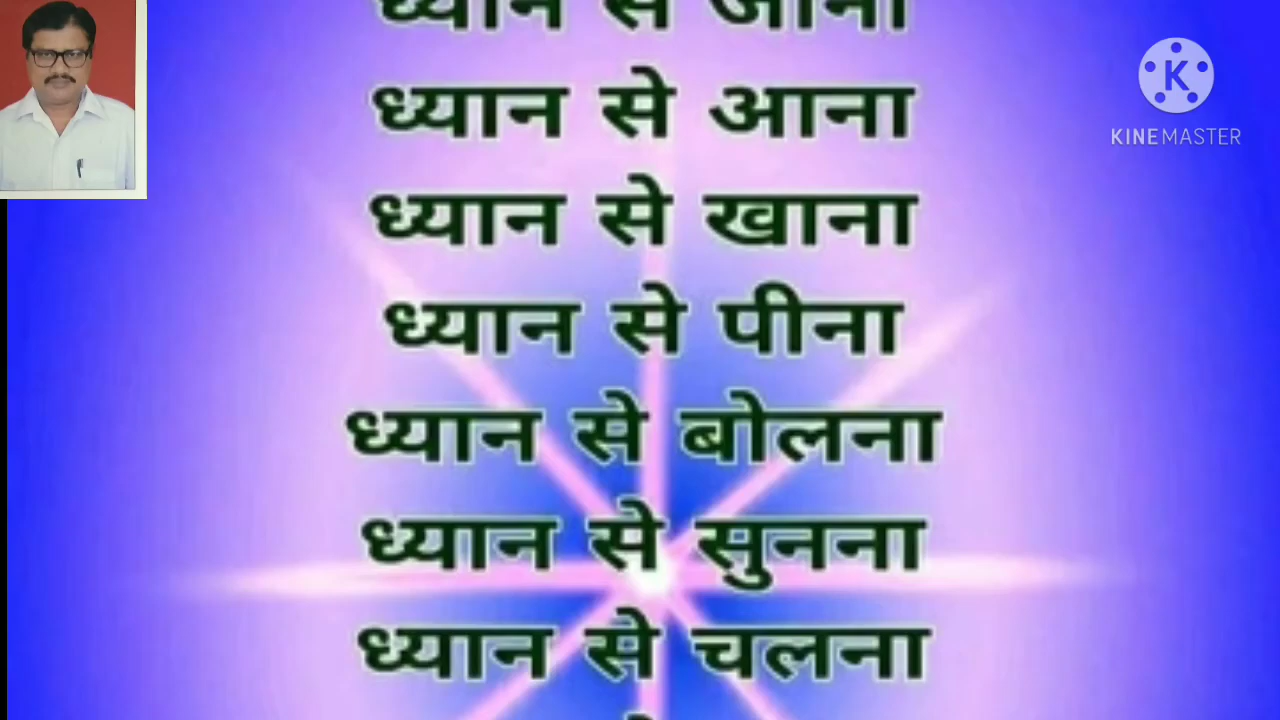 ध्यान से जाना
ध्यान से आना
KINEMASTER
ध्यान से खाना
ध्यान से पीना
ध्यान से बोलना
ध्यान से सुनना
ध्यान से चलना